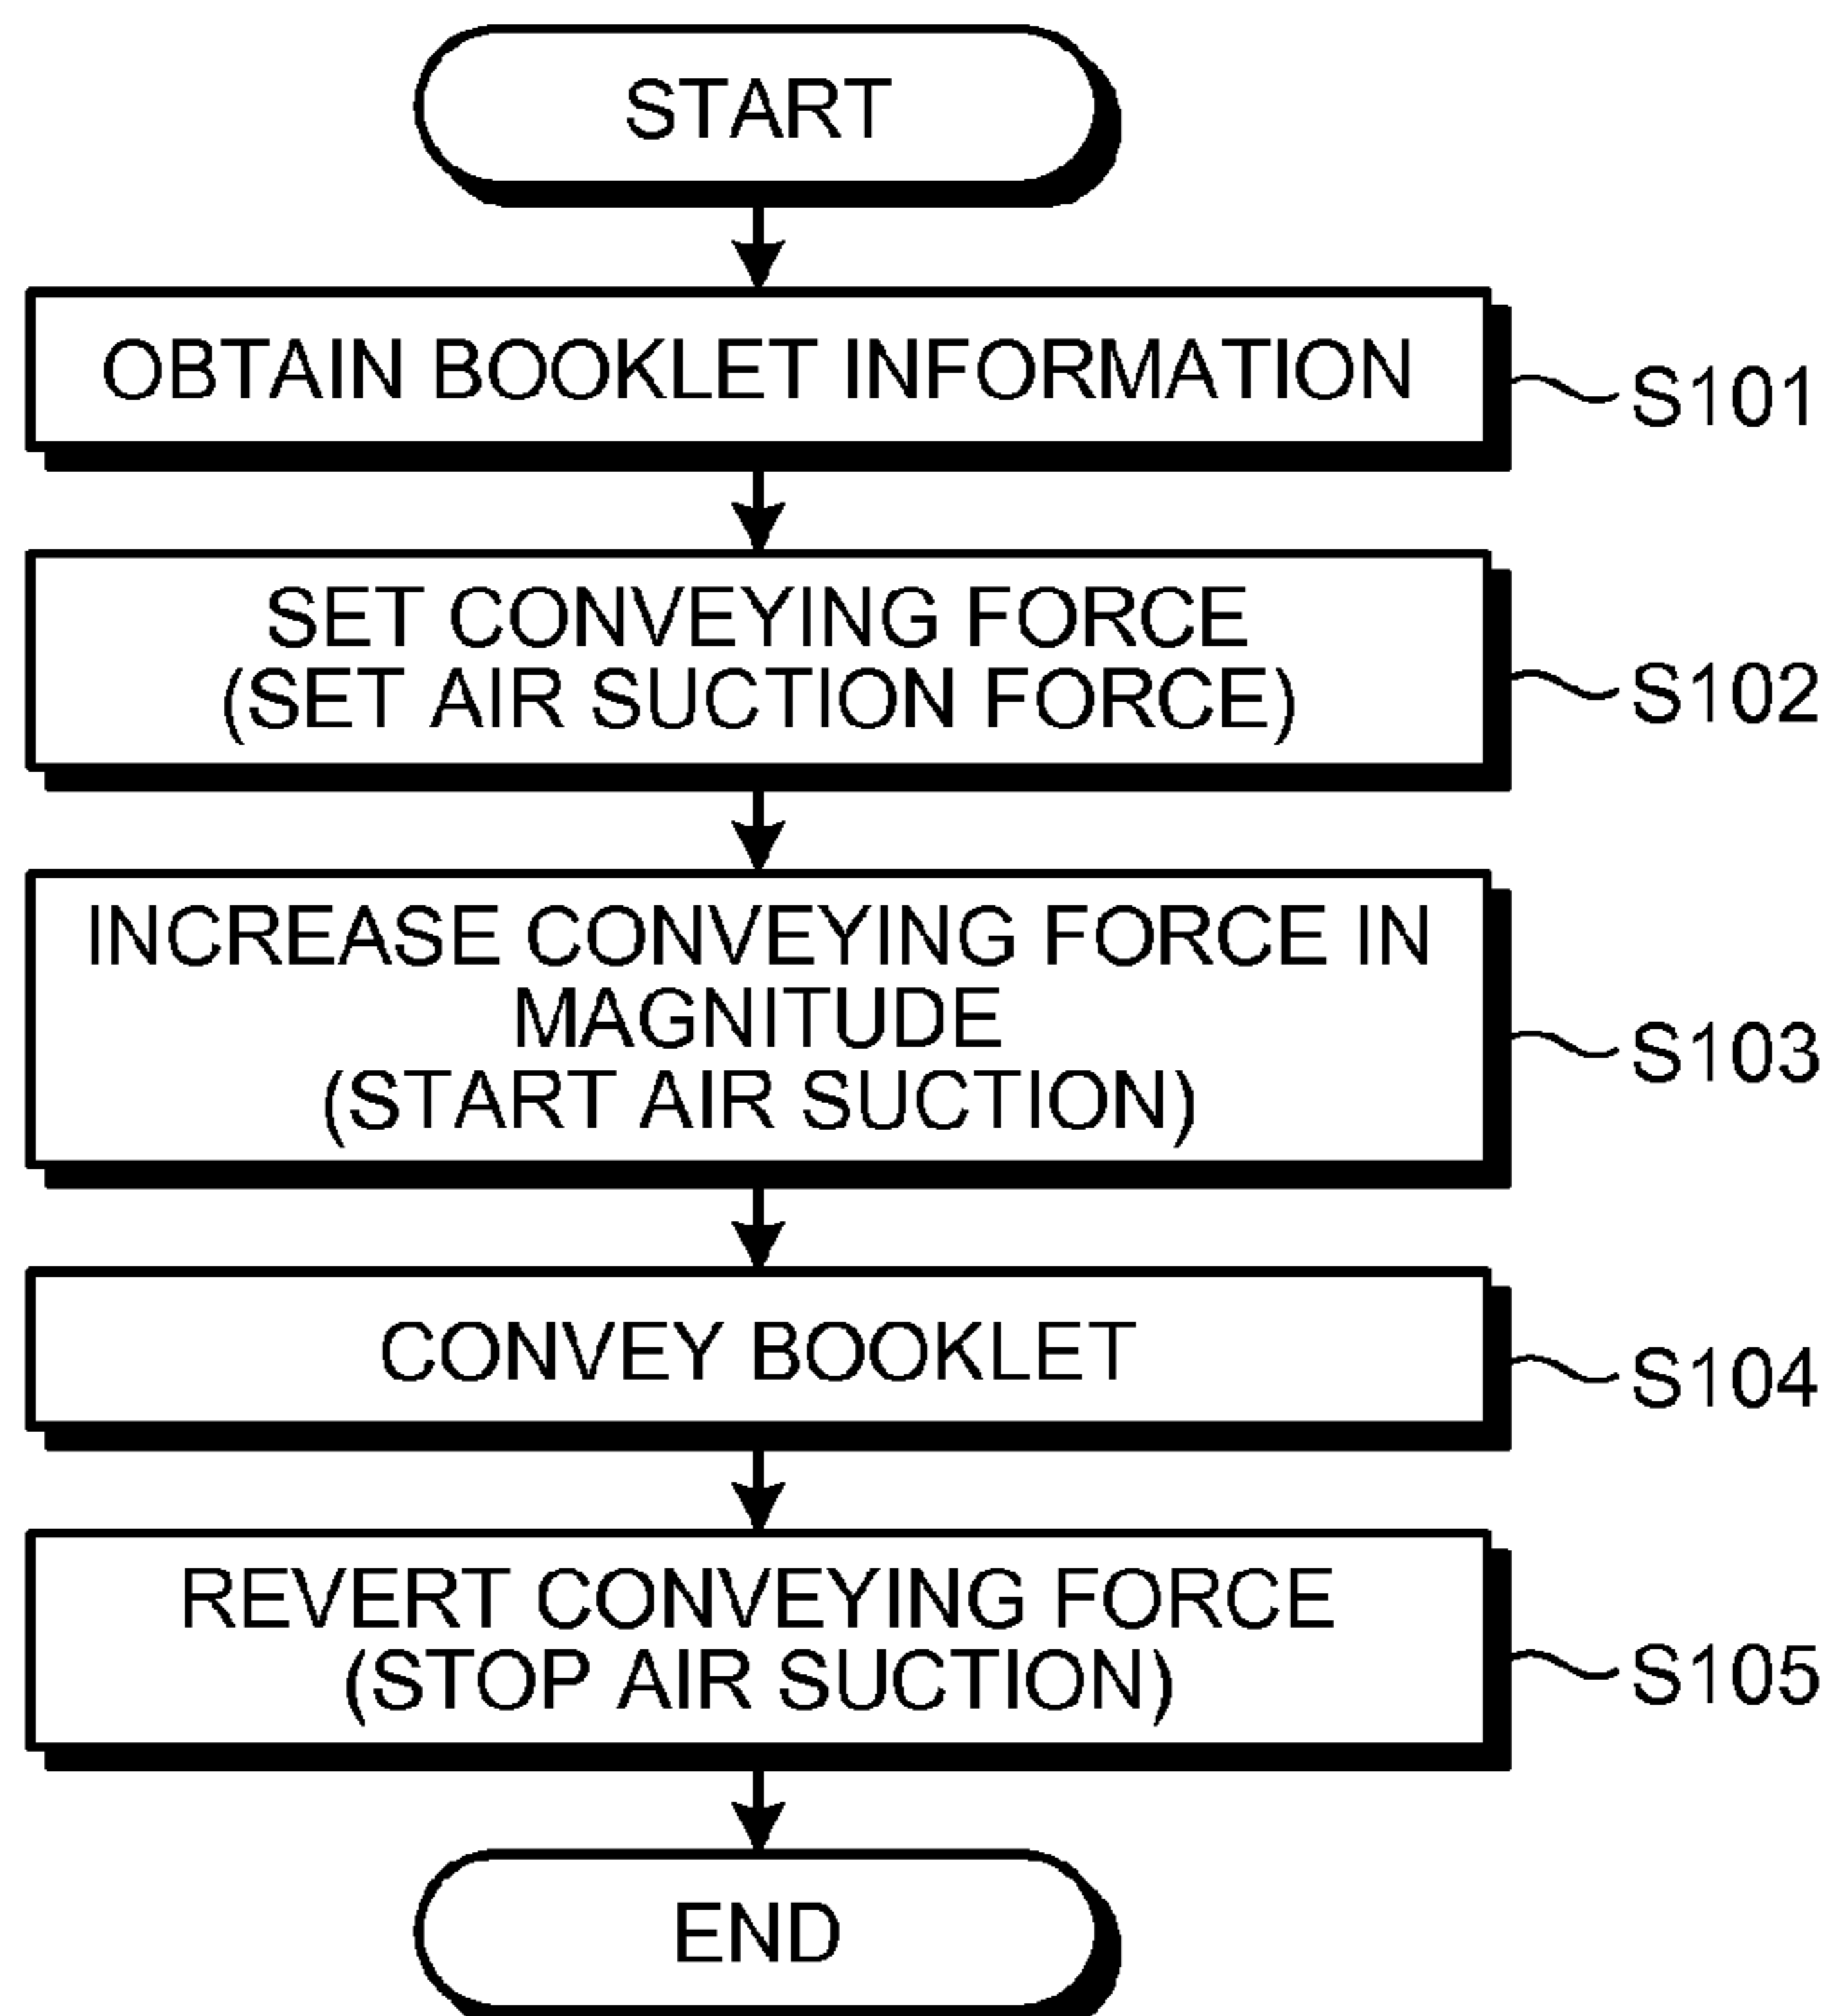 START
OBTAIN BOOKLET INFORMATION
S101
SET CONVEYING FORCE
(SET AIR SUCTION FORCE)
S102
INCREASE CONVEYING FORCE IN
MAGNITUDE
(START AIR SUCTION)
S103
CONVEY BOOKLET
S104
REVERT CONVEYING FORCE
(STOP AIR SUCTION)
S105
END